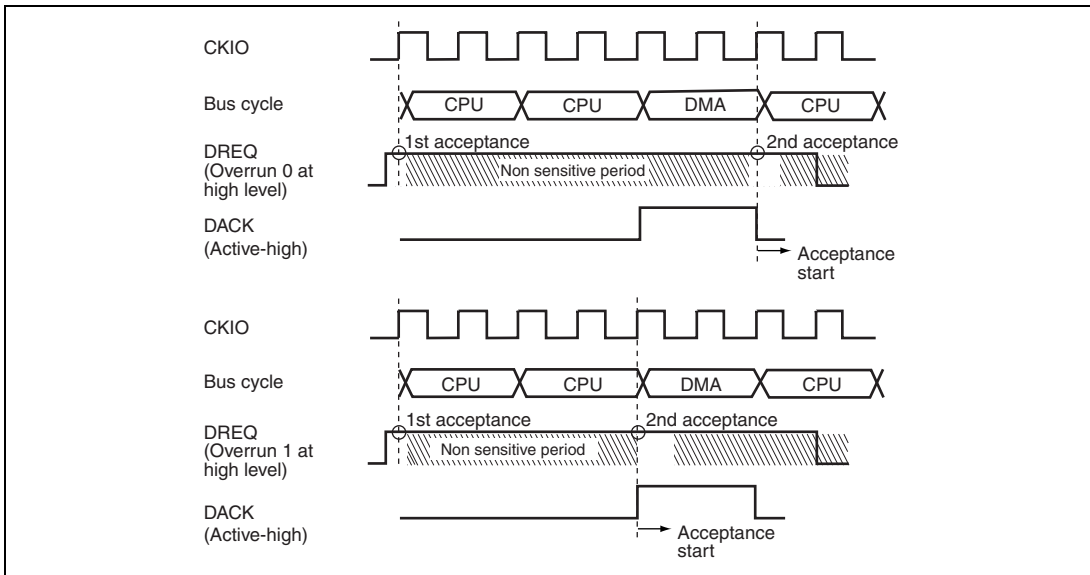 CKIO
Bus cycle
CPU CPU DMA CPU
1st acceptance 2nd acceptance
DREQ
(Overrun 0 at
high level)
Non sensitive period
DACK
(Active-high)
Acceptance
start
CKIO
Bus cycle
CPU CPU DMA CPU
1st acceptance 2nd acceptance
DREQ
(Overrun 1 at
high level)
Non sensitive period
DACK
(Active-high)
Acceptance
start